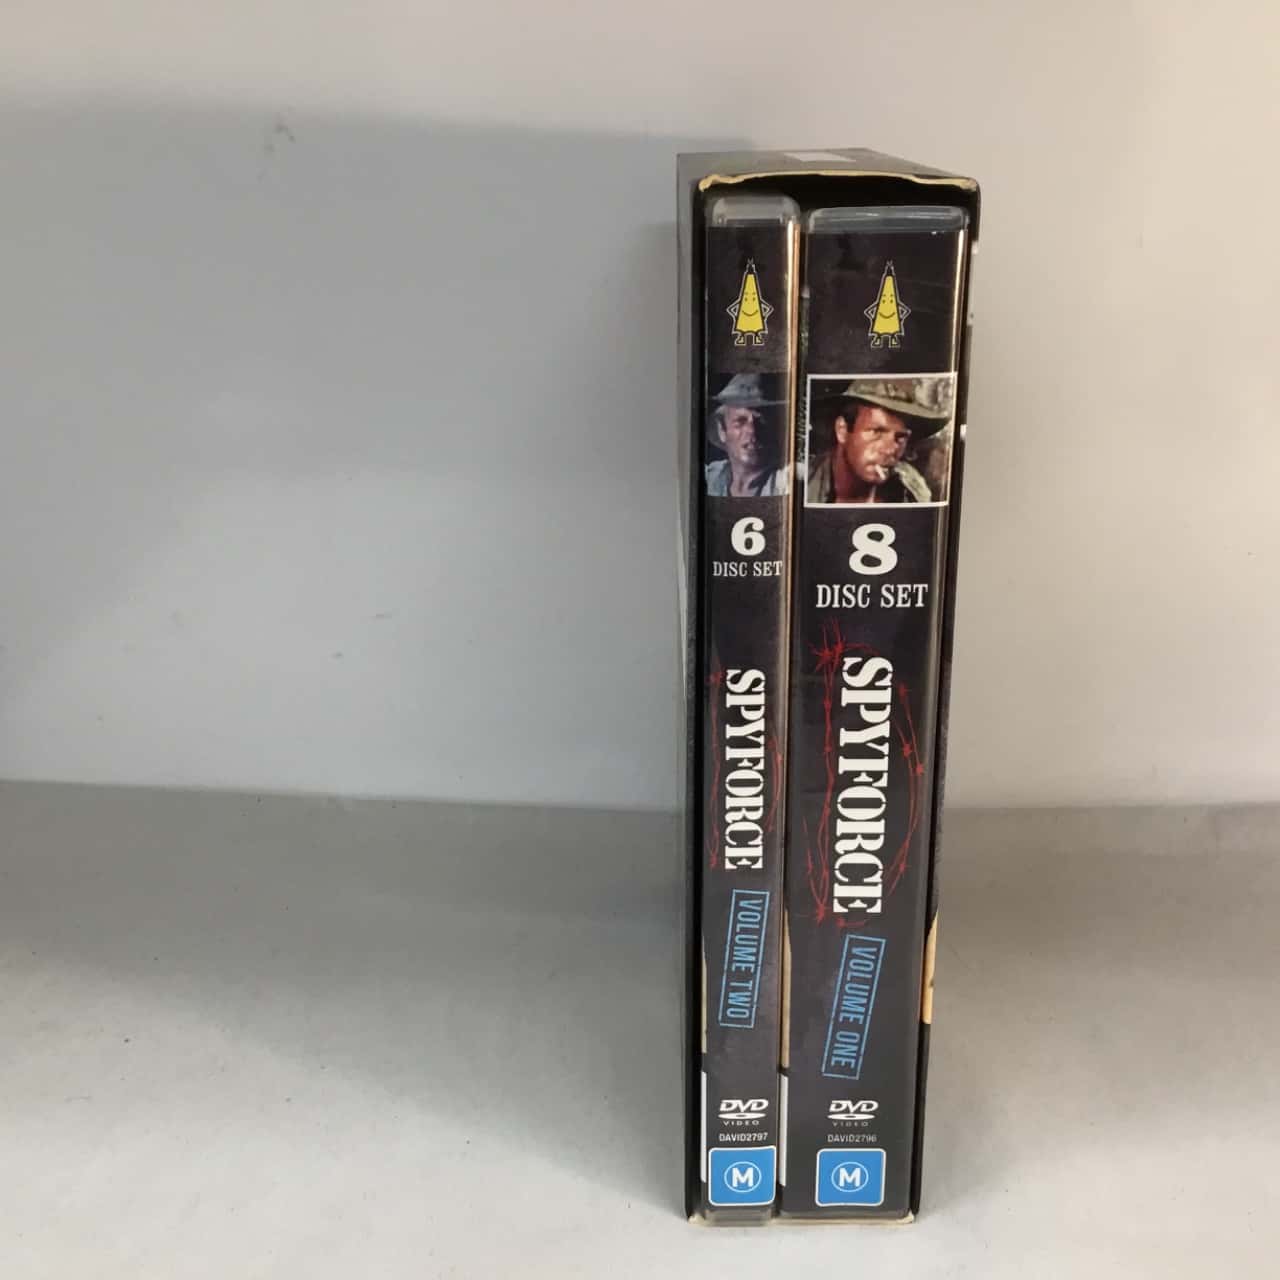 6
DISC SET
SPYFORCE
VOLUME TWO
DVD
VIDEO
DAVID2797
M
8
DISC SET
SPYFORCE
VOLUME ONE
DVD
VIDEO
DAVID2796
M